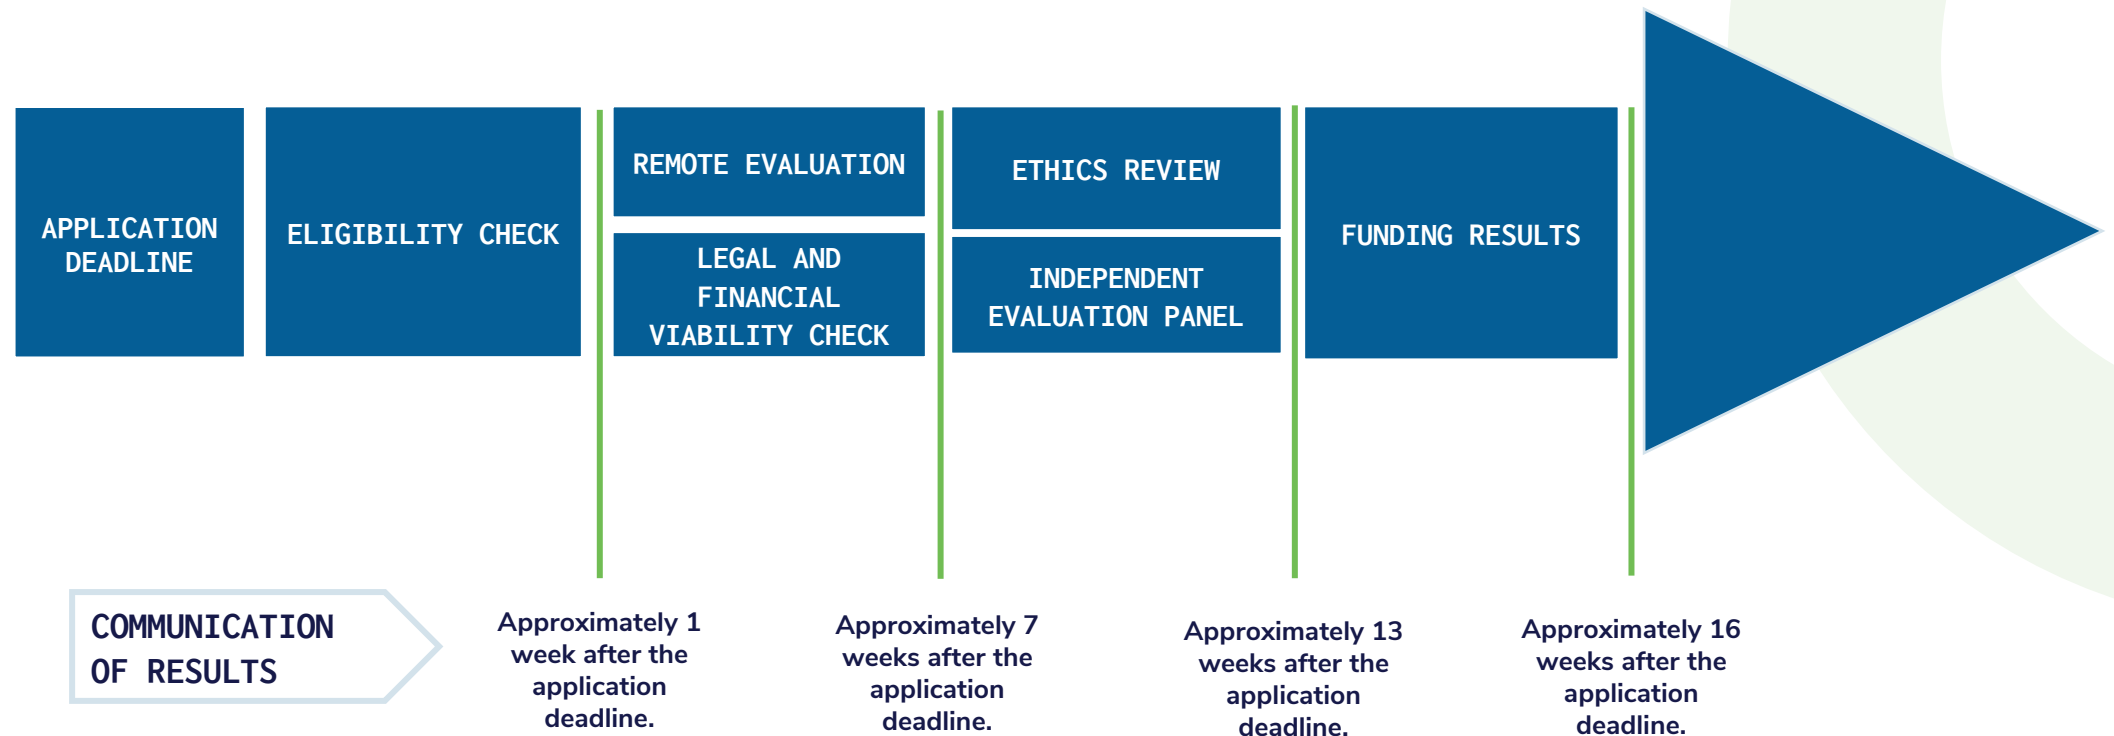 APPLICATION
DEADLINE
ELIGIBILITY CHECK
REMOTE EVALUATION
LEGAL AND
FINANCIAL
VIABILITY CHECK
ETHICS REVIEW
INDEPENDENT
EVALUATION PANEL
FUNDING RESULTS
COMMUNICATION
OF RESULTS
Approximately 1
week after the
application
deadline.
Approximately 7
weeks after the
application
deadline.
Approximately 13
weeks after the
application
deadline.
Approximately 16
weeks after the
application
deadline.